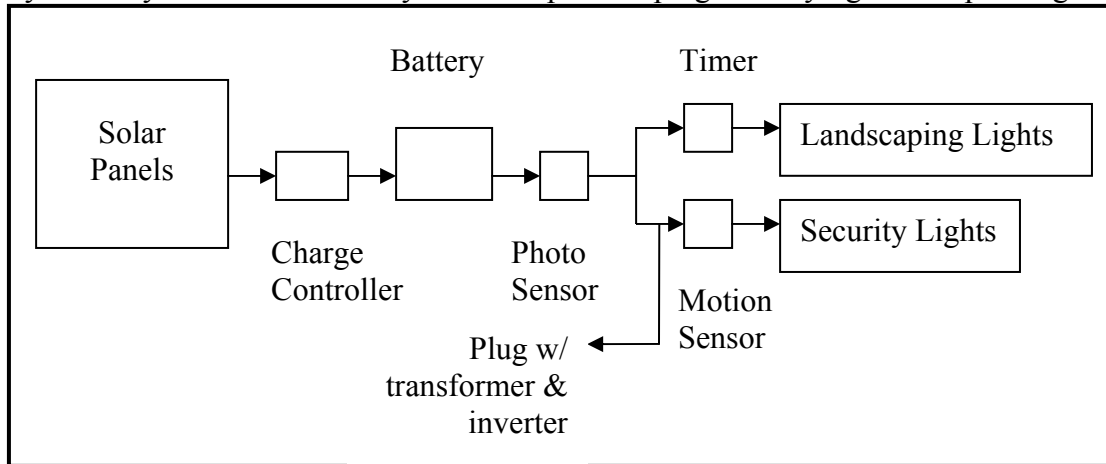 Battery
Timer
Solar
Panels
Landscaping Lights
Security Lights
Charge
Controller
Photo
Sensor
Motion
Sensor
Plug w/
transformer &
inverter